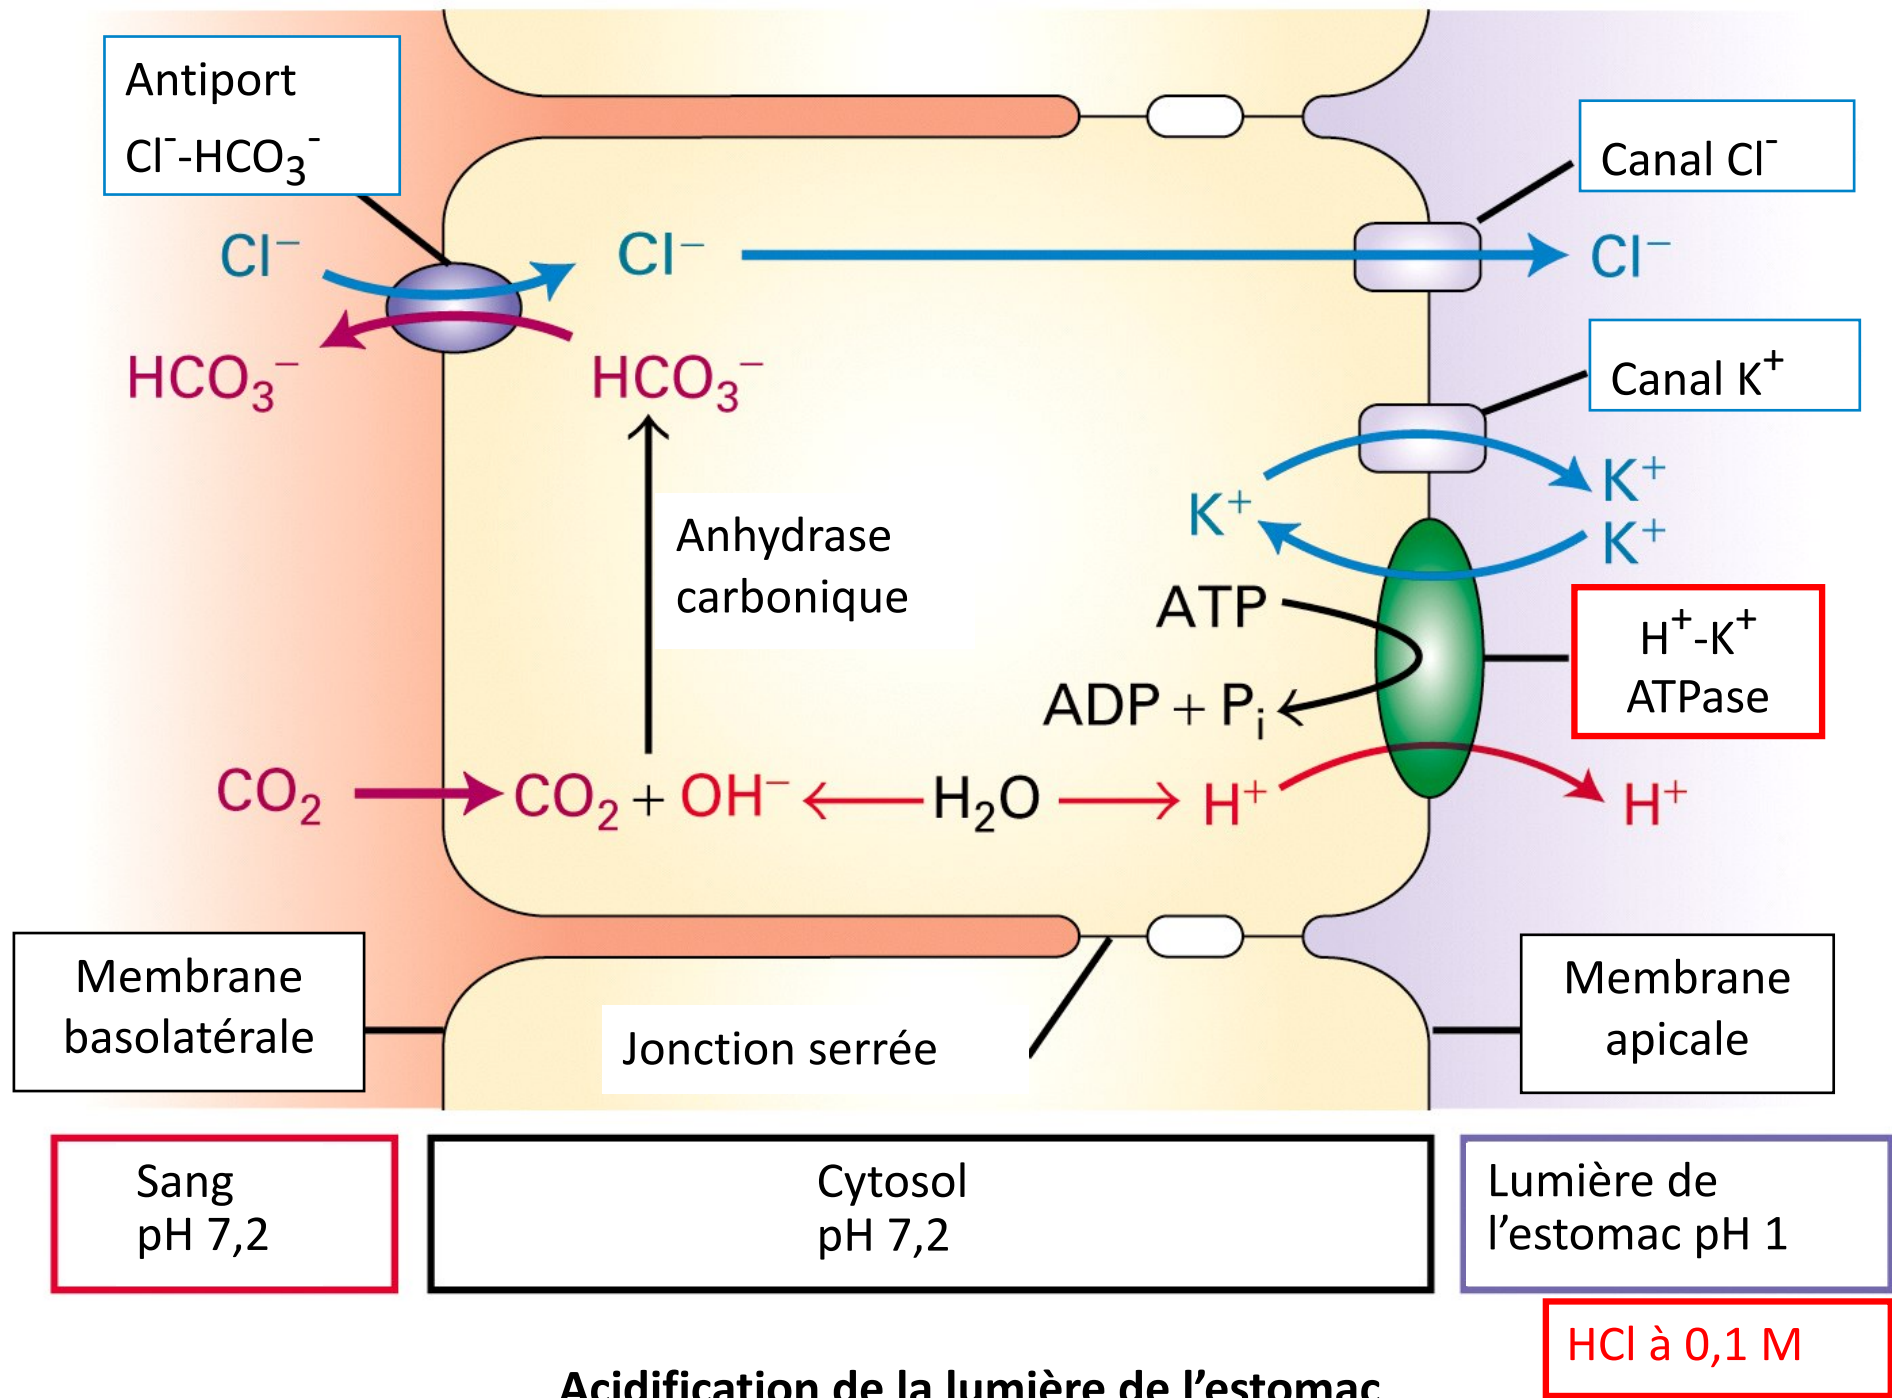 Antiport
Cl⁻-HCO₃⁻
Canal Cl⁻
Cl⁻
Cl⁻
Cl⁻
HCO₃⁻
HCO₃⁻
Canal K⁺
K⁺
K⁺
K⁺
Anhydrase
carbonique
ATP
ADP + Pᵢ
H⁺-K⁺
ATPase
CO₂
CO₂ + OH⁻
H₂O
H⁺
H⁺
Membrane
basolatérale
Jonction serrée
Membrane
apicale
Sang
pH 7,2
Cytosol
pH 7,2
Lumière de
l’estomac pH 1
HCl à 0,1 M
Acidification de la lumière de l’estomac